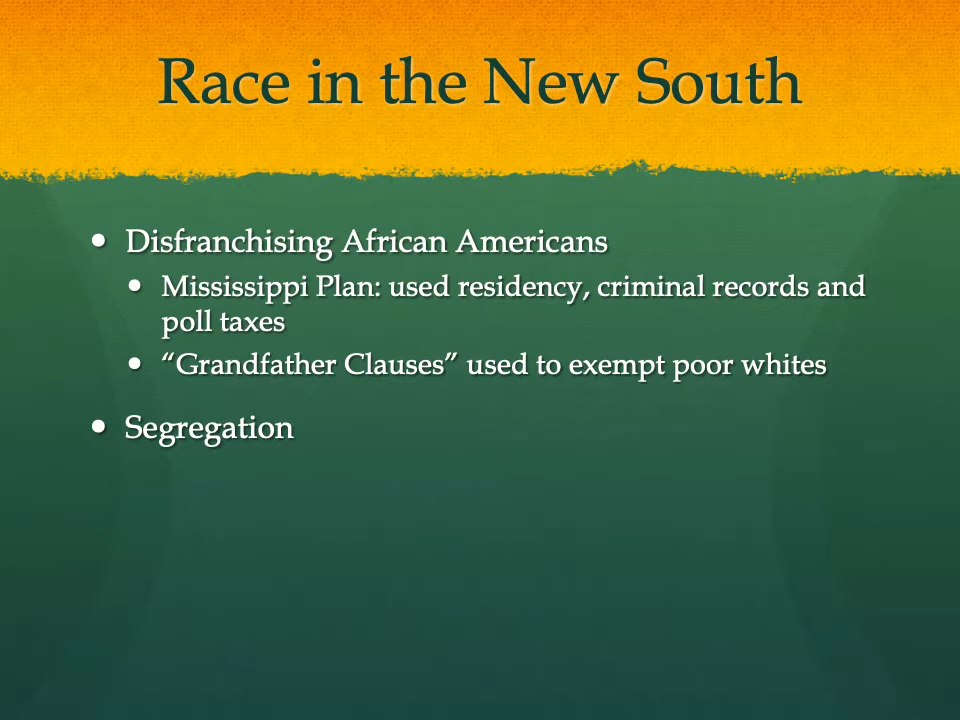 Race in the New South
• Disfranchising African Americans
• Mississippi Plan: used residency, criminal records and
poll taxes
• “Grandfather Clauses” used to exempt poor whites
• Segregation